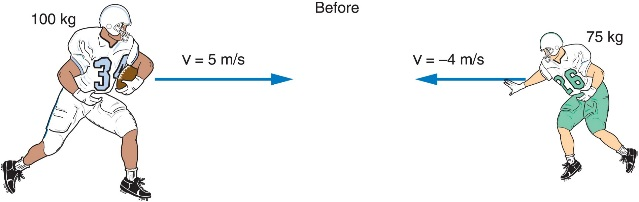 Before
100 kg
V = 5 m/s
V = –4 m/s
75 kg
34
26